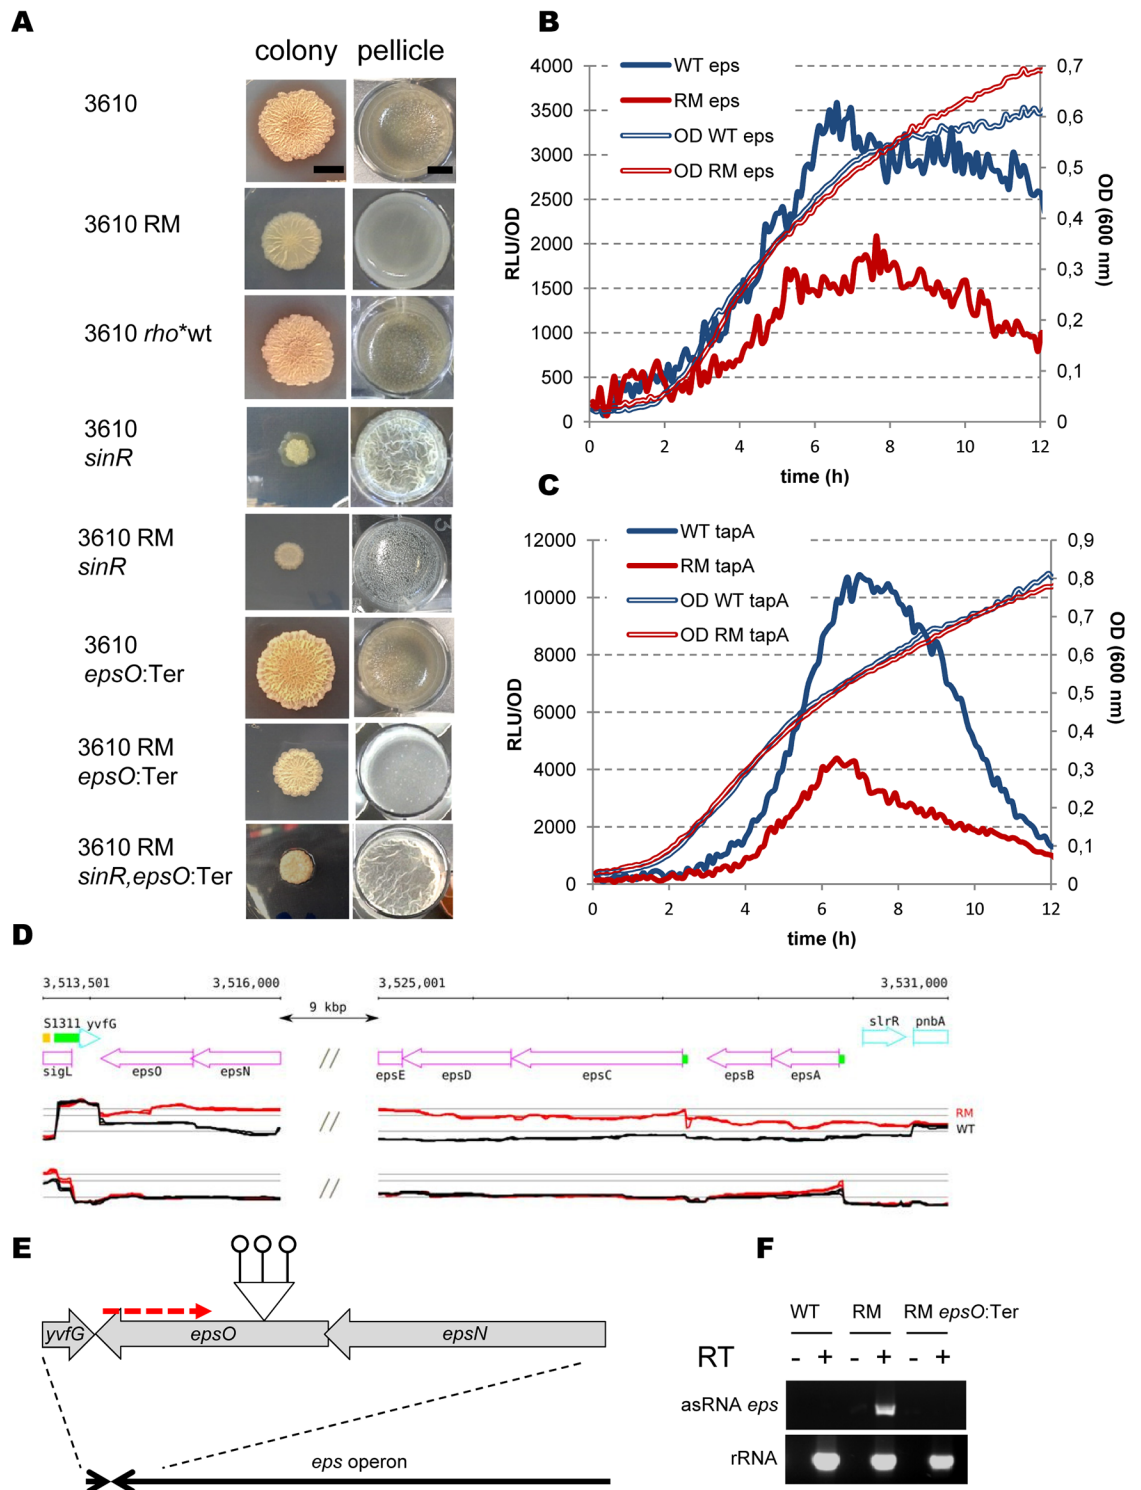 A
colony pellicle
3610
3610 RM
3610 rho*wt
3610
sinR
3610 RM
sinR
3610
epsO:Ter
3610 RM
epsO:Ter
3610 RM
sinR,epsO:Ter
B
WT eps
RM eps
OD WT eps
OD RM eps
4000
3500
3000
2500
2000
1500
1000
500
0
RLU/OD
0,7
0,6
0,5
0,4
0,3
0,2
0,1
0
OD (600 nm)
0 2 4 6 8 10 12
time (h)
C
WT tapA
RM tapA
OD WT tapA
OD RM tapA
12000
10000
8000
6000
4000
2000
0
RLU/OD
0,9
0,8
0,7
0,6
0,5
0,4
0,3
0,2
0,1
0
OD (600 nm)
0 2 4 6 8 10 12
time (h)
D
3,513,501 3,516,000 3,525,001 3,531,000
9 kbp
S1311 yvfG slrR pnbA
sigL epsO epsN epsE epsD epsC epsB epsA
RM
WT
E
yvfG epsO epsN
eps operon
F
WT RM RM epsO:Ter
RT - + - + - +
asRNA eps
rRNA